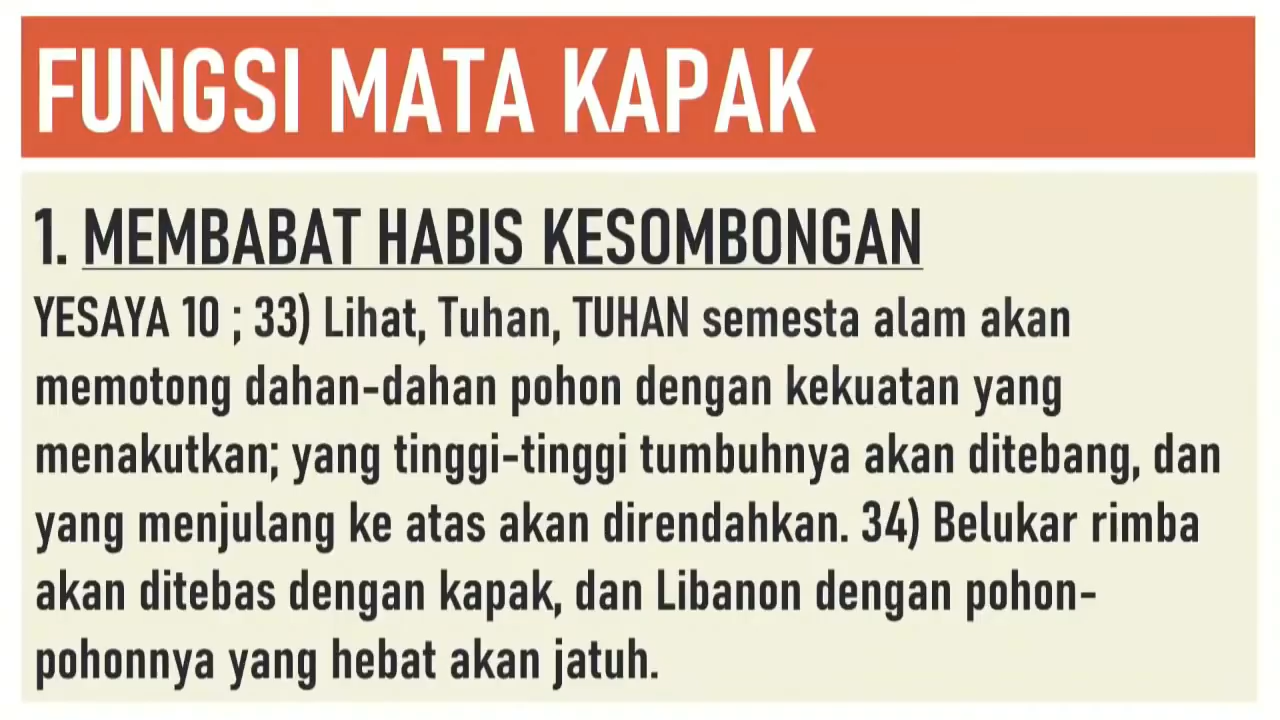 FUNGSI MATA KAPAK
1. MEMBABAT HABIS KESOMBONGAN
YESAYA 10 ; 33) Lihat, Tuhan, TUHAN semesta alam akan
memotong dahan-dahan pohon dengan kekuatan yang
menakutkan; yang tinggi-tinggi tumbuhnya akan ditebang, dan
yang menjulang ke atas akan direndahkan. 34) Belukar rimba
akan ditebas dengan kapak, dan Libanon dengan pohon-
pohonnya yang hebat akan jatuh.